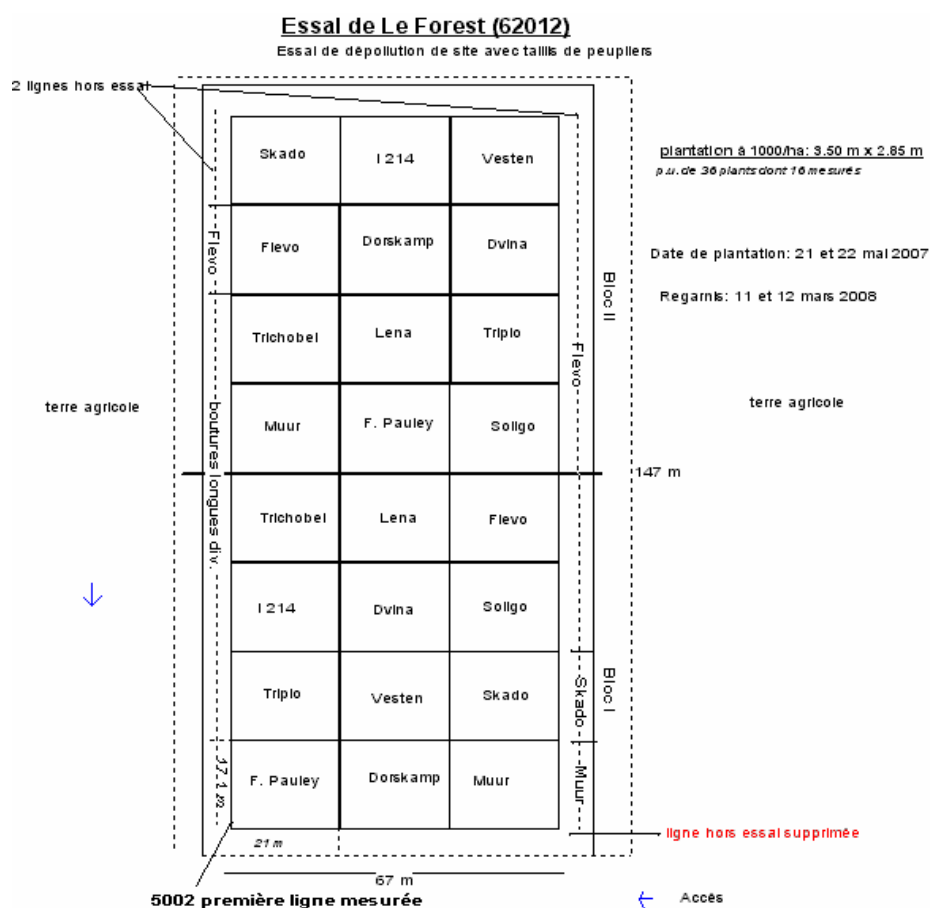 Essai de Le Forest (62012)
Essai de dépollution de site avec taillis de peupliers
2 lignes hors essai
Skado
I 214
Vesten
plantation à 1000/ha: 3.50 m x 2.85 m
p.u. de 36 plants dont 16 mesurés
Flevo
Flevo
Dorskamp
Dvina
Date de plantation: 21 et 22 mai 2007
Bloc II
Regarnis: 11 et 12 mars 2008
Trichobel
Lena
Triplo
Flevo
terre agricole
boutures longues div.
Muur
F. Pauley
Soligo
terre agricole
147 m
Trichobel
Lena
Flevo
I 214
Dvina
Soligo
Triplo
Vesten
Skado
Skado
Bloc I
17.1 m
F. Pauley
Dorskamp
Muur
Muur
ligne hors essai supprimée
21 m
67 m
5002 première ligne mesurée
Accès